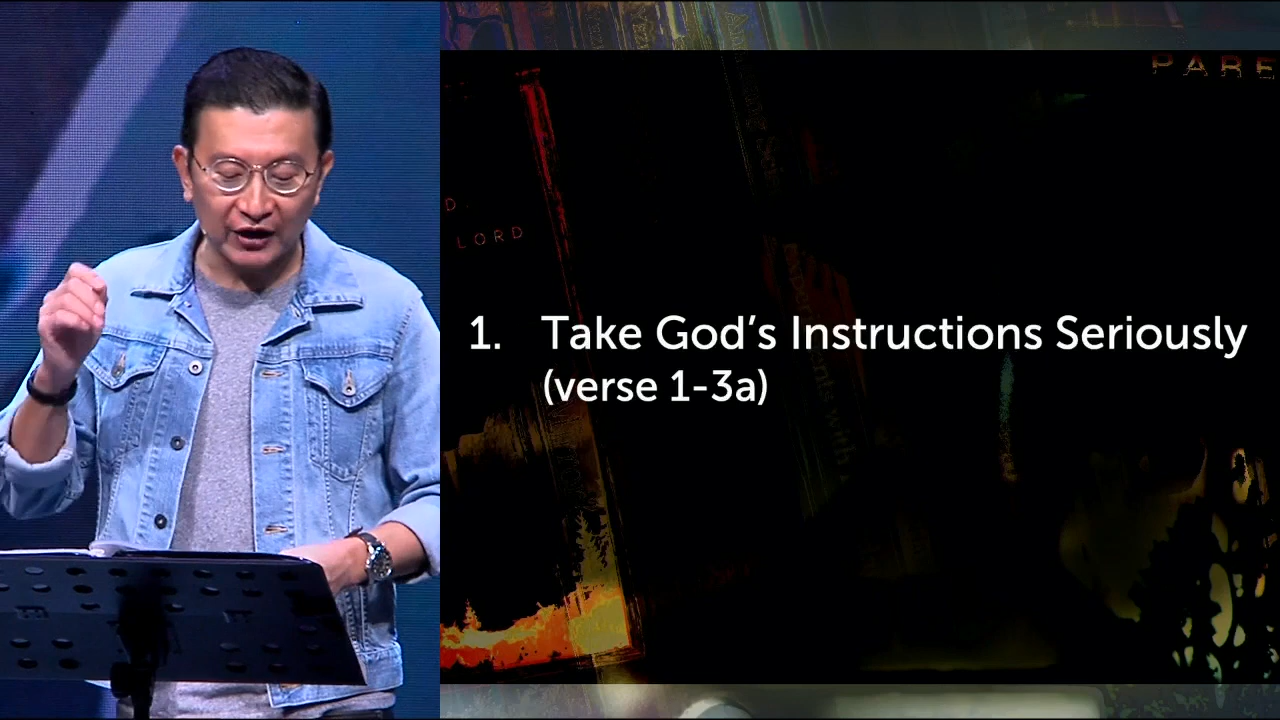 PARE
D.
LORD
1. Take God's Instructions Seriously
(verse 1-3a)